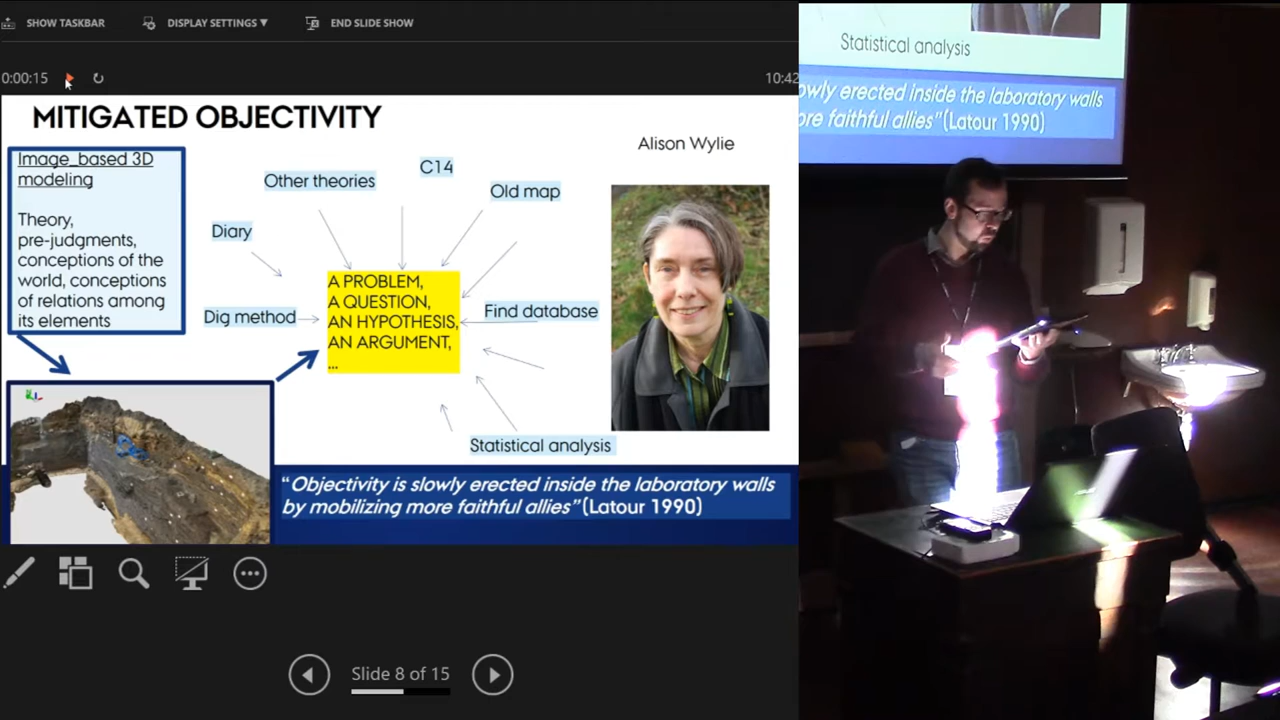 SHOW TASKBAR
DISPLAY SETTINGS ▼
END SLIDE SHOW
0:00:15
10:42
MITIGATED OBJECTIVITY
Image_based 3D
modeling
Theory,
pre-judgments,
conceptions of the
world, conceptions
of relations among
its elements
Other theories
C14
Old map
Diary
Dig method
Find database
Statistical analysis
A PROBLEM,
A QUESTION,
AN HYPOTHESIS,
AN ARGUMENT,
...
Alison Wylie
“Objectivity is slowly erected inside the laboratory walls
by mobilizing more faithful allies”(Latour 1990)
Slide 8 of 15
Statistical analysis
owly erected inside the laboratory walls
ore faithful allies”(Latour 1990)